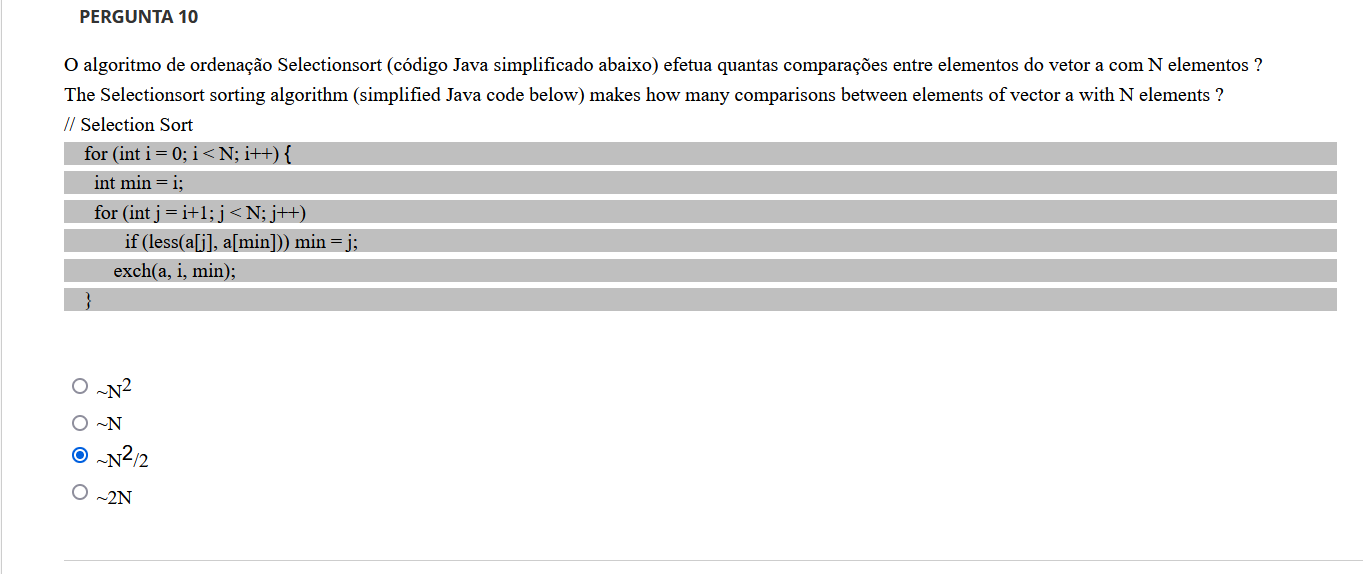 PERGUNTA 10
O algoritmo de ordenação Selectionsort (código Java simplificado abaixo) efetua quantas comparações entre elementos do vetor a com N elementos ?
The Selectionsort sorting algorithm (simplified Java code below) makes how many comparisons between elements of vector a with N elements ?
// Selection Sort
for (int i = 0; i < N; i++) {
int min = i;
for (int j = i+1; j < N; j++)
if (less(a[j], a[min])) min = j;
exch(a, i, min);
}
~N²
~N
~N²/2
~2N